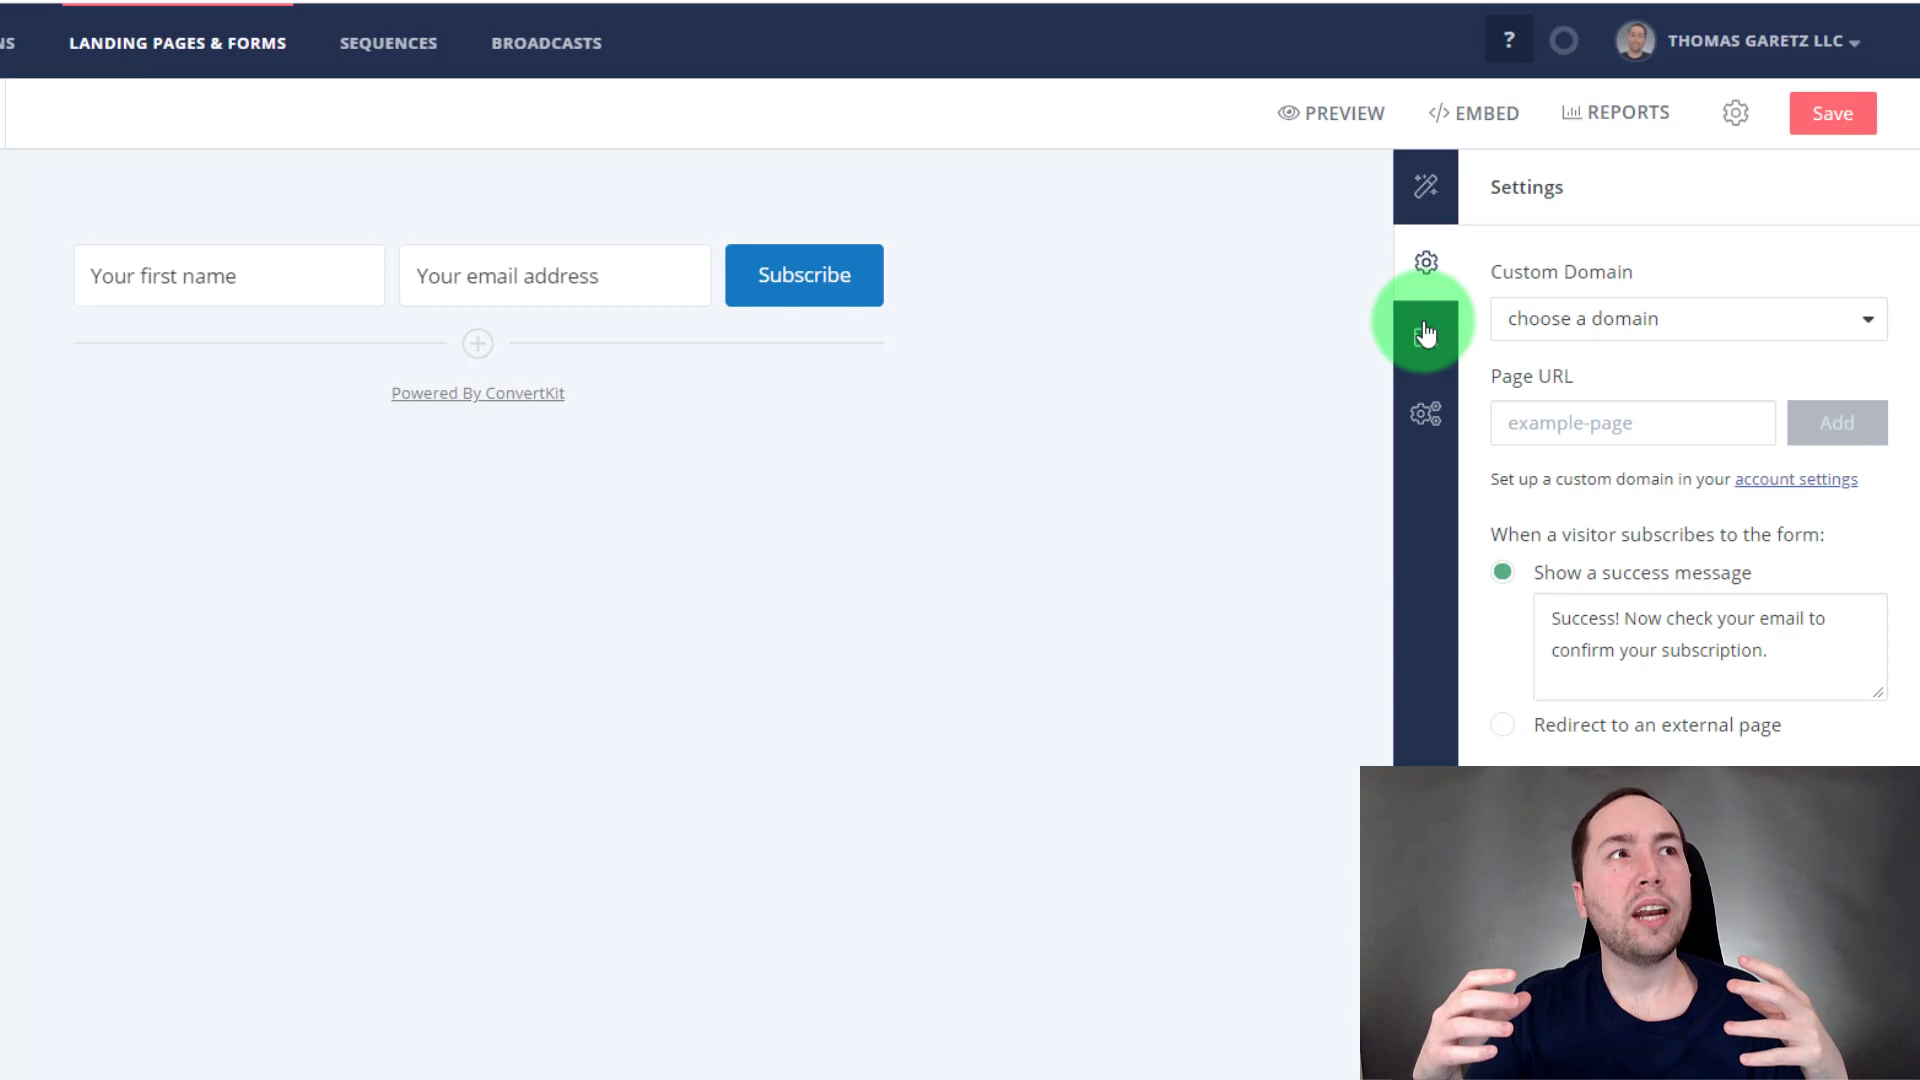 NS
LANDING PAGES & FORMS
SEQUENCES
BROADCASTS
?
THOMAS GARETZ LLC
PREVIEW
</> EMBED
REPORTS
Save
Settings
Your first name
Your email address
Subscribe
Powered By ConvertKit
Custom Domain
choose a domain
Page URL
example-page
Add
Set up a custom domain in your account settings
When a visitor subscribes to the form:
Show a success message
Success! Now check your email to
confirm your subscription.
Redirect to an external page